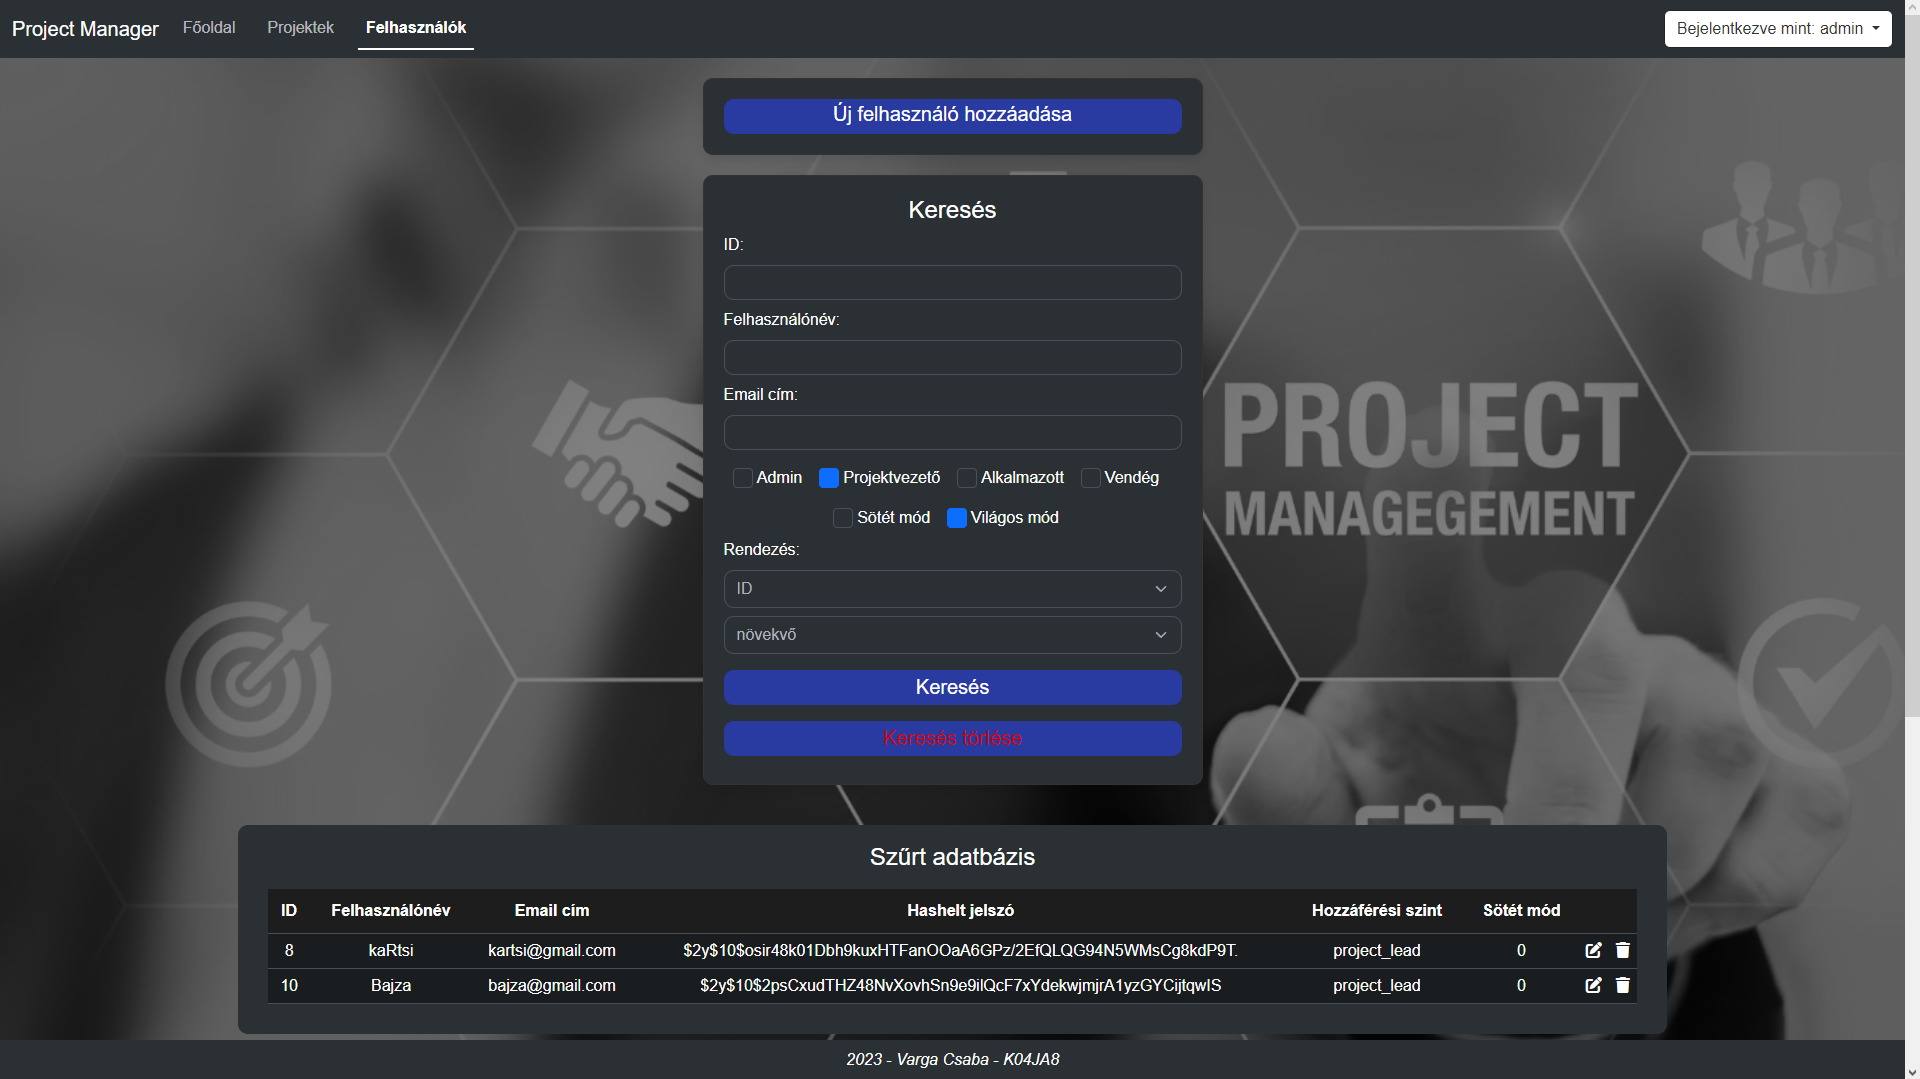 Project Manager Főoldal Projektek Felhasználók Bejelentkezve mint: admin
Új felhasználó hozzáadása
Keresés
ID:
Felhasználónév:
Email cím:
Admin Projektvezető Alkalmazott Vendég
Sötét mód Világos mód
Rendezés:
ID
növekvő
Keresés
Keresés törlése
PROJECT
MANAGEGEMENT
Szűrt adatbázis
ID Felhasználónév Email cím Hashelt jelszó Hozzáférési szint Sötét mód
8 kaRtsi kartsi@gmail.com $2y$10$osir48k01Dbh9kuxHTFanOOaA6GPz/2EfQLQG94N5WMsCg8kdP9T. project_lead 0
10 Bajza bajza@gmail.com $2y$10$2psCxudTHZ48NvXovhSn9e9ilQcF7xYdekwjmjrA1yzGYCijtqwIS project_lead 0
2023 - Varga Csaba - K04JA8